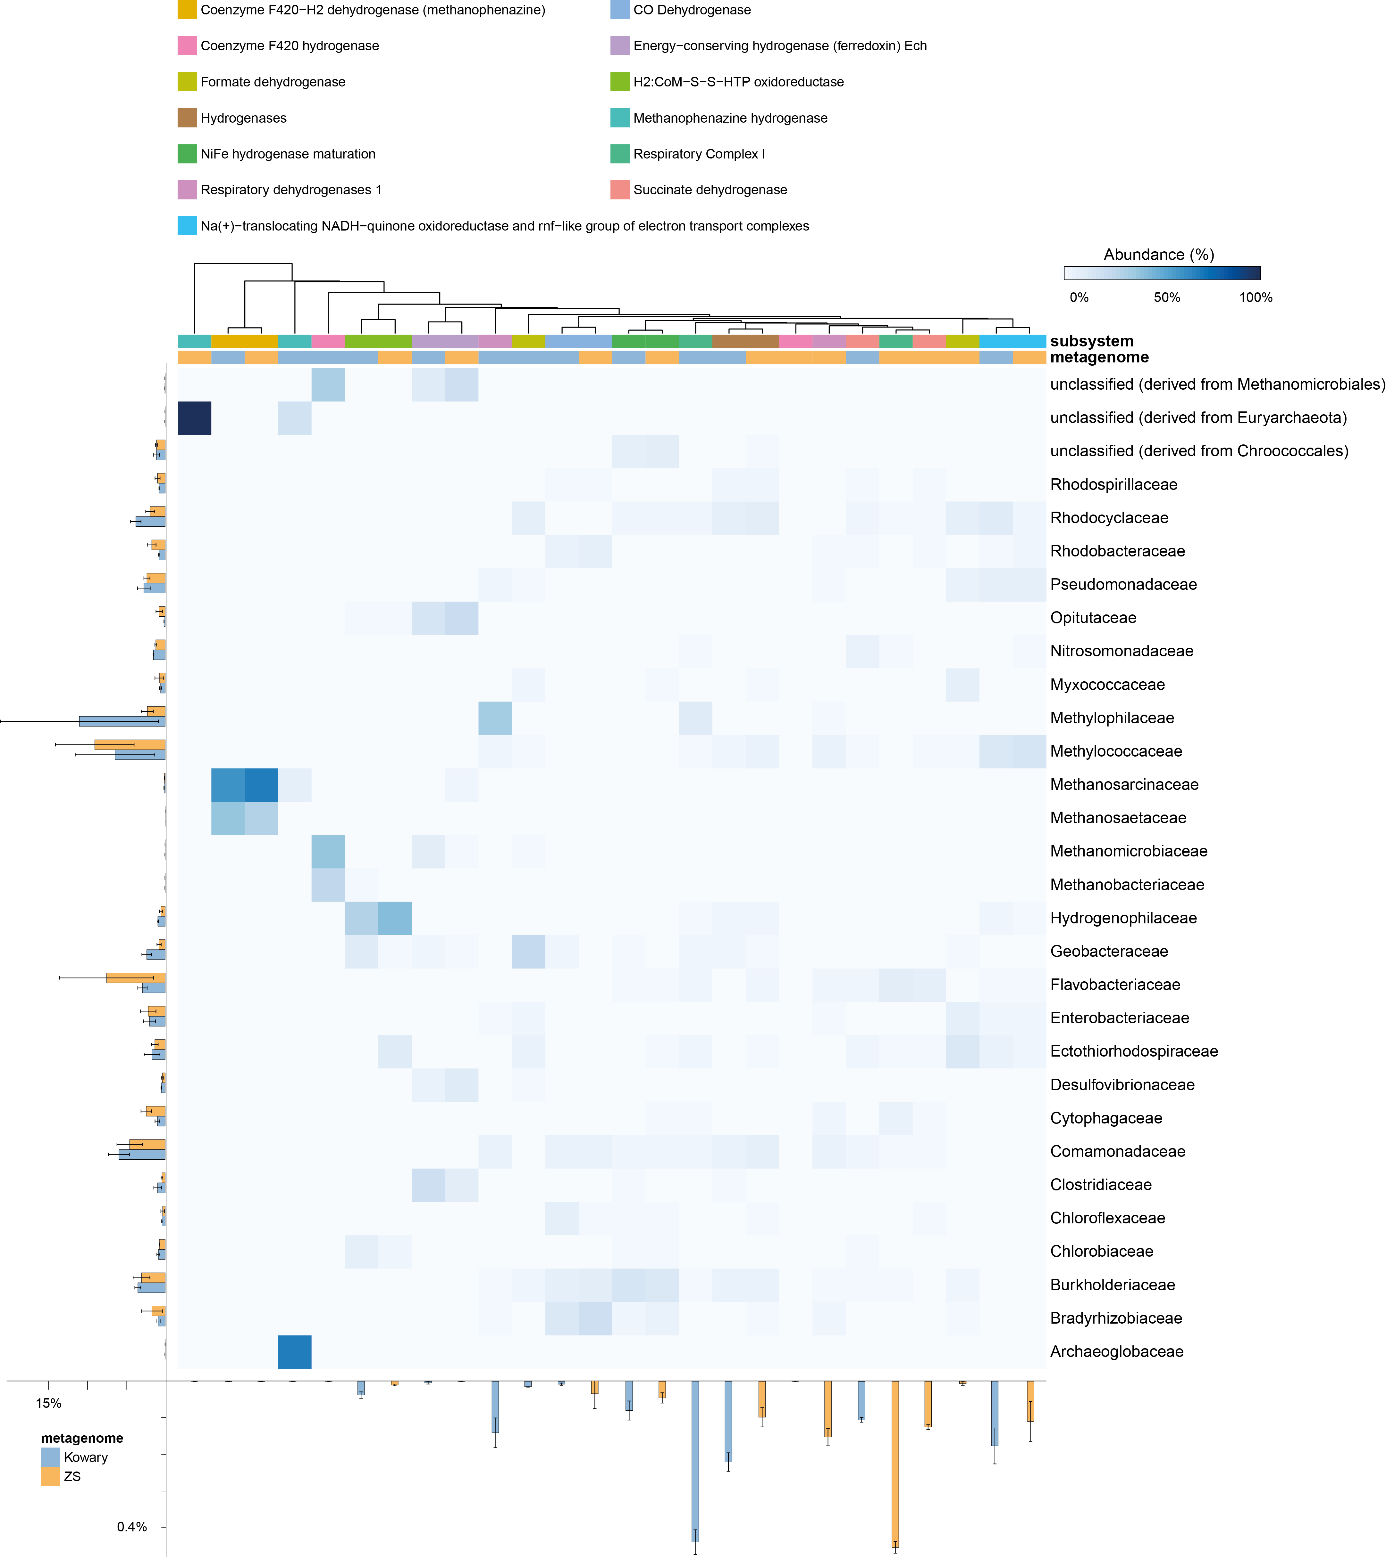 Coenzyme F420−H2 dehydrogenase (methanophenazine)
CO Dehydrogenase
Coenzyme F420 hydrogenase
Energy−conserving hydrogenase (ferredoxin) Ech
Formate dehydrogenase
H2:CoM−S−S−HTP oxidoreductase
Hydrogenases
Methanophenazine hydrogenase
NiFe hydrogenase maturation
Respiratory Complex I
Respiratory dehydrogenases 1
Succinate dehydrogenase
Na(+)−translocating NADH−quinone oxidoreductase and rnf−like group of electron transport complexes
Abundance (%)
0% 50% 100%
subsystem
metagenome
unclassified (derived from Methanomicrobiales)
unclassified (derived from Euryarchaeota)
unclassified (derived from Chroococcales)
Rhodospirillaceae
Rhodocyclaceae
Rhodobacteraceae
Pseudomonadaceae
Opitutaceae
Nitrosomonadaceae
Myxococcaceae
Methylophilaceae
Methylococcaceae
Methanosarcinaceae
Methanosaetaceae
Methanomicrobiaceae
Methanobacteriaceae
Hydrogenophilaceae
Geobacteraceae
Flavobacteriaceae
Enterobacteriaceae
Ectothiorhodospiraceae
Desulfovibrionaceae
Cytophagaceae
Comamonadaceae
Clostridiaceae
Chloroflexaceae
Chlorobiaceae
Burkholderiaceae
Bradyrhizobiaceae
Archaeoglobaceae
15%
metagenome
Kowary
ZS
0.4%